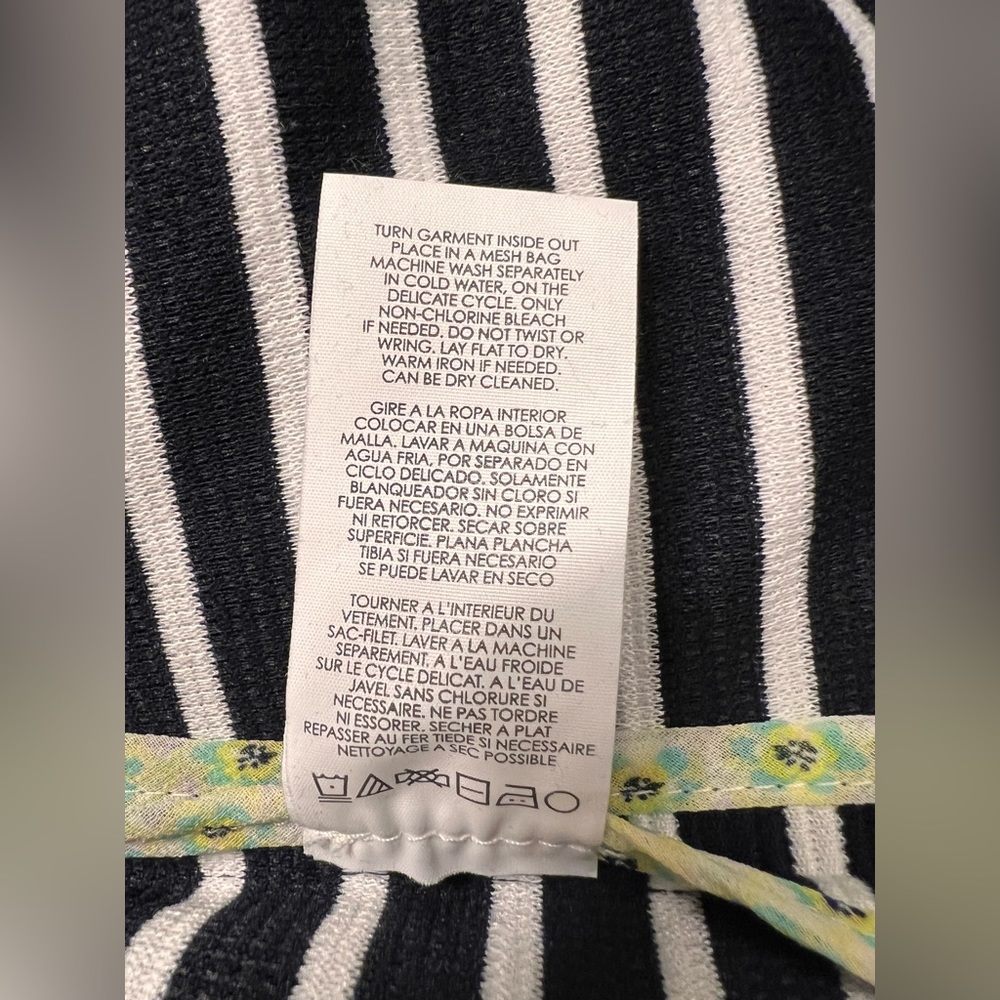 TURN GARMENT INSIDE OUT
PLACE IN A MESH BAG
MACHINE WASH SEPARATELY
IN COLD WATER, ON THE
DELICATE CYCLE. ONLY
NON-CHLORINE BLEACH
IF NEEDED. DO NOT TWIST OR
WRING. LAY FLAT TO DRY.
WARM IRON IF NEEDED.
CAN BE DRY CLEANED.
GIRE A LA ROPA INTERIOR
COLOCAR EN UNA BOLSA DE
MALLA. LAVAR A MAQUINA CON
AGUA FRIA, POR SEPARADO EN
CICLO DELICADO. SOLAMENTE
BLANQUEADOR SIN CLORO SI
FUERA NECESARIO. NO EXPRIMIR
NI RETORCER. SECAR SOBRE
SUPERFICIE. PLANA PLANCHA
TIBIA SI FUERA NECESARIO
SE PUEDE LAVAR EN SECO
TOURNER A L'INTERIEUR DU
VETEMENT. PLACER DANS UN
SAC-FILET. LAVER A LA MACHINE
SEPAREMENT, A L'EAU FROIDE
SUR LE CYCLE DELICAT. A L'EAU DE
JAVEL SANS CHLORURE SI
NECESSAIRE. NE PAS TORDRE
NI ESSORER. SECHER A PLAT
REPASSER AU FER TIEDE SI NECESSAIRE
NETTOYAGE A SEC POSSIBLE